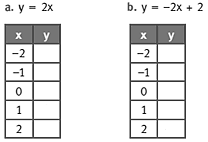 a. y = 2x b. y = −2x + 2
x y x y
−2 −2
−1 −1
0 0
1 1
2 2